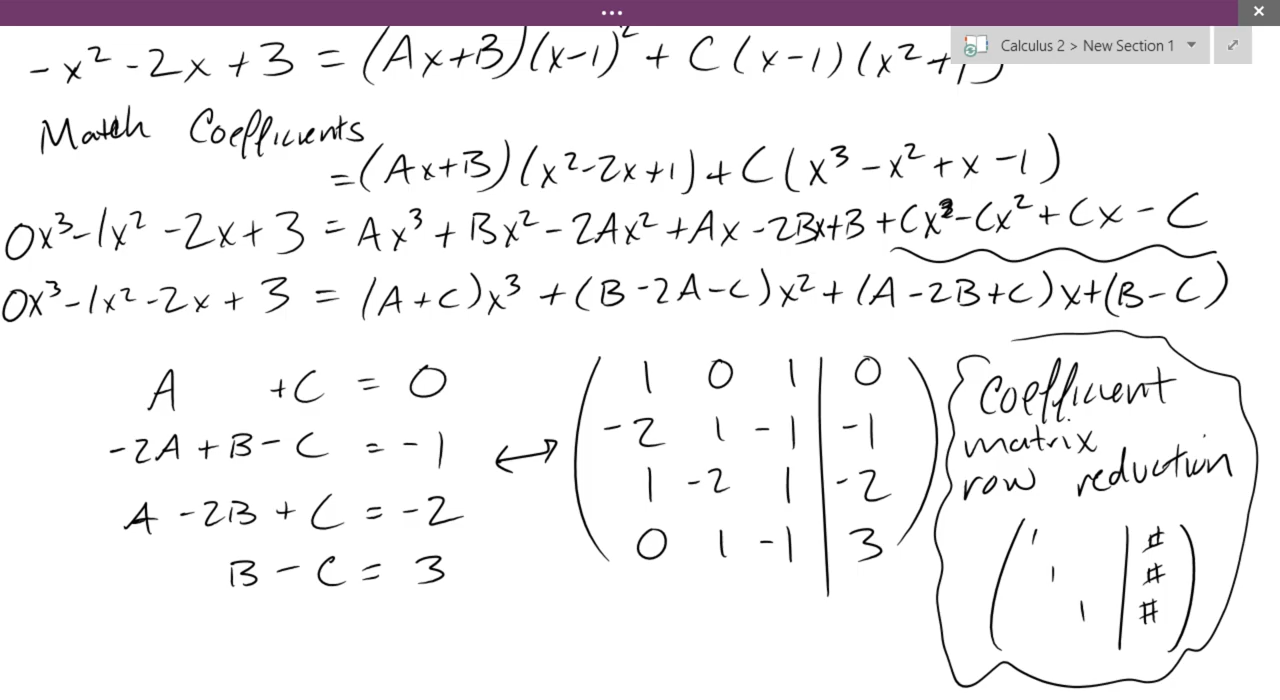 Calculus 2 > New Section 1
-x² - 2x + 3 = (Ax+B)(x-1)² + C(x-1)(x²+1)
Match Coefficients
=(Ax+B)(x²-2x+1) + C(x³ - x² + x - 1)
0x³ - 1x² - 2x + 3 = Ax³ + Bx² - 2Ax² + Ax - 2Bx + B + Cx³ - Cx² + Cx - C
0x³ - 1x² - 2x + 3 = (A+C)x³ + (B-2A-C)x² + (A-2B+C)x + (B-C)
A + C = 0
-2A + B - C = -1
A - 2B + C = -2
B - C = 3
1 0 1 | 0
-2 1 -1 | -1
1 -2 1 | -2
0 1 -1 | 3
Coefficient
matrix
row reduction
1 | #
1 | #
1 | #